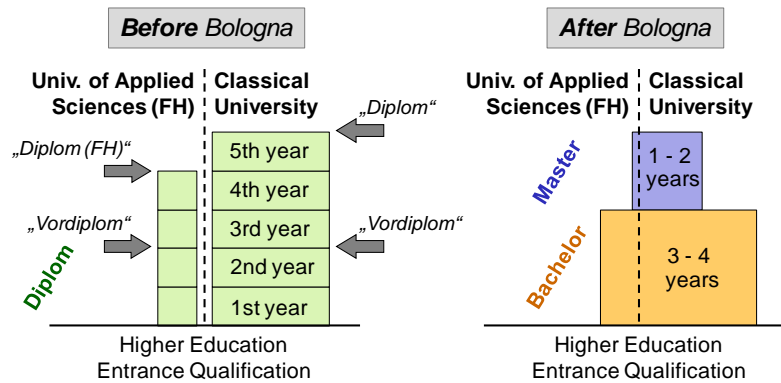 Before Bologna
Univ. of Applied
Sciences (FH)
Classical
University
„Diplom“
„Diplom (FH)“
5th year
4th year
3rd year
2nd year
1st year
„Vordiplom“
„Vordiplom“
Diplom
Higher Education
Entrance Qualification
After Bologna
Univ. of Applied
Sciences (FH)
Classical
University
Master
1 - 2
years
Bachelor
3 - 4
years
Higher Education
Entrance Qualification